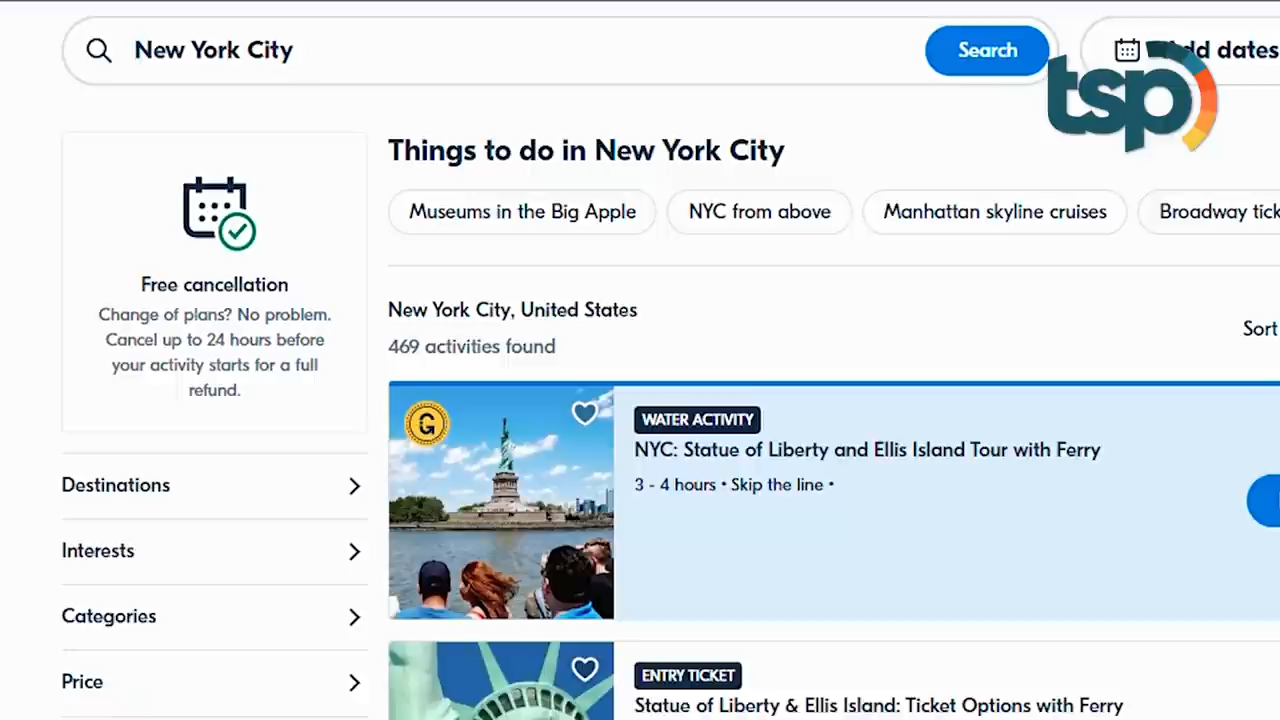 New York City
Search
dd dates
tsp
Things to do in New York City
Museums in the Big Apple
NYC from above
Manhattan skyline cruises
Broadway tick
Free cancellation
Change of plans? No problem.
Cancel up to 24 hours before
your activity starts for a full
refund.
New York City, United States
469 activities found
Sort
Destinations
Interests
Categories
Price
G
WATER ACTIVITY
NYC: Statue of Liberty and Ellis Island Tour with Ferry
3 - 4 hours • Skip the line •
ENTRY TICKET
Statue of Liberty & Ellis Island: Ticket Options with Ferry